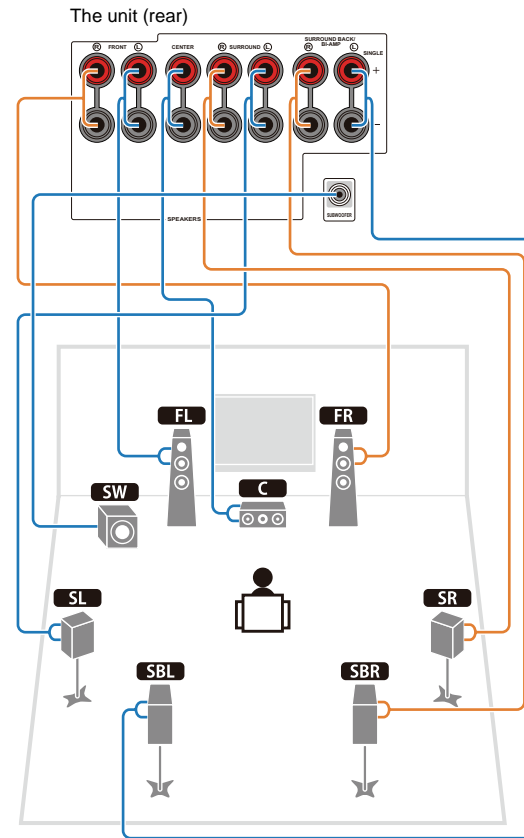 The unit (rear)
SURROUND BACK/
BI-AMP
R FRONT L CENTER R SURROUND L R L SINGLE
+
−
SPEAKERS
SUBWOOFER
FL FR
SW C
SL SR
SBL SBR